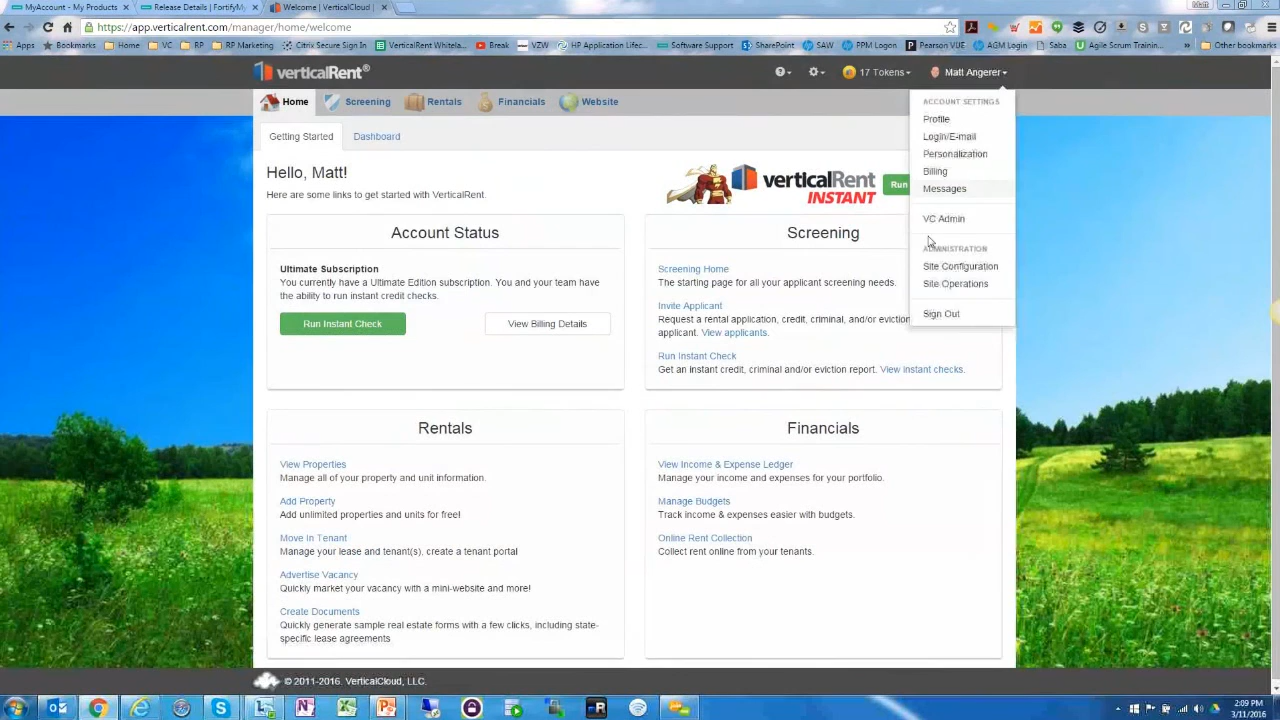 MyAccount - My Products
Release Details | FortifyMy
Welcome | VerticalCloud
Matt
https://app.verticalrent.com/manager/home/welcome
Apps
Bookmarks
Home
VC
RP
RP Marketing
Citrix Secure Sign In
VerticalRent Whitela...
Break
VZW
HP Application Lifec...
Software Support
SharePoint
SAW
PPM Logon
Pearson VUE
AGM Login
Saba
Agile Scrum Training...
Other bookmarks
verticalRent®
17 Tokens
Matt Angerer
Home
Screening
Rentals
Financials
Website
ACCOUNT SETTINGS
Profile
Login/E-mail
Personalization
Billing
Messages
VC Admin
ADMINISTRATION
Site Configuration
Site Operations
Sign Out
Getting Started
Dashboard
Hello, Matt!
Here are some links to get started with VerticalRent.
verticalRent
INSTANT
Run
Account Status
Ultimate Subscription
You currently have a Ultimate Edition subscription. You and your team have
the ability to run instant credit checks.
Run Instant Check
View Billing Details
Screening
Screening Home
The starting page for all your applicant screening needs.
Invite Applicant
Request a rental application, credit, criminal, and/or eviction
applicant. View applicants.
Run Instant Check
Get an instant credit, criminal and/or eviction report. View instant checks.
Rentals
View Properties
Manage all of your property and unit information.
Add Property
Add unlimited properties and units for free!
Move In Tenant
Manage your lease and tenant(s), create a tenant portal
Advertise Vacancy
Quickly market your vacancy with a mini-website and more!
Create Documents
Quickly generate sample real estate forms with a few clicks, including state-
specific lease agreements
Financials
View Income & Expense Ledger
Manage your income and expenses for your portfolio.
Manage Budgets
Track income & expenses easier with budgets.
Online Rent Collection
Collect rent online from your tenants.
© 2011-2016. VerticalCloud, LLC.
2:09 PM
3/11/2016